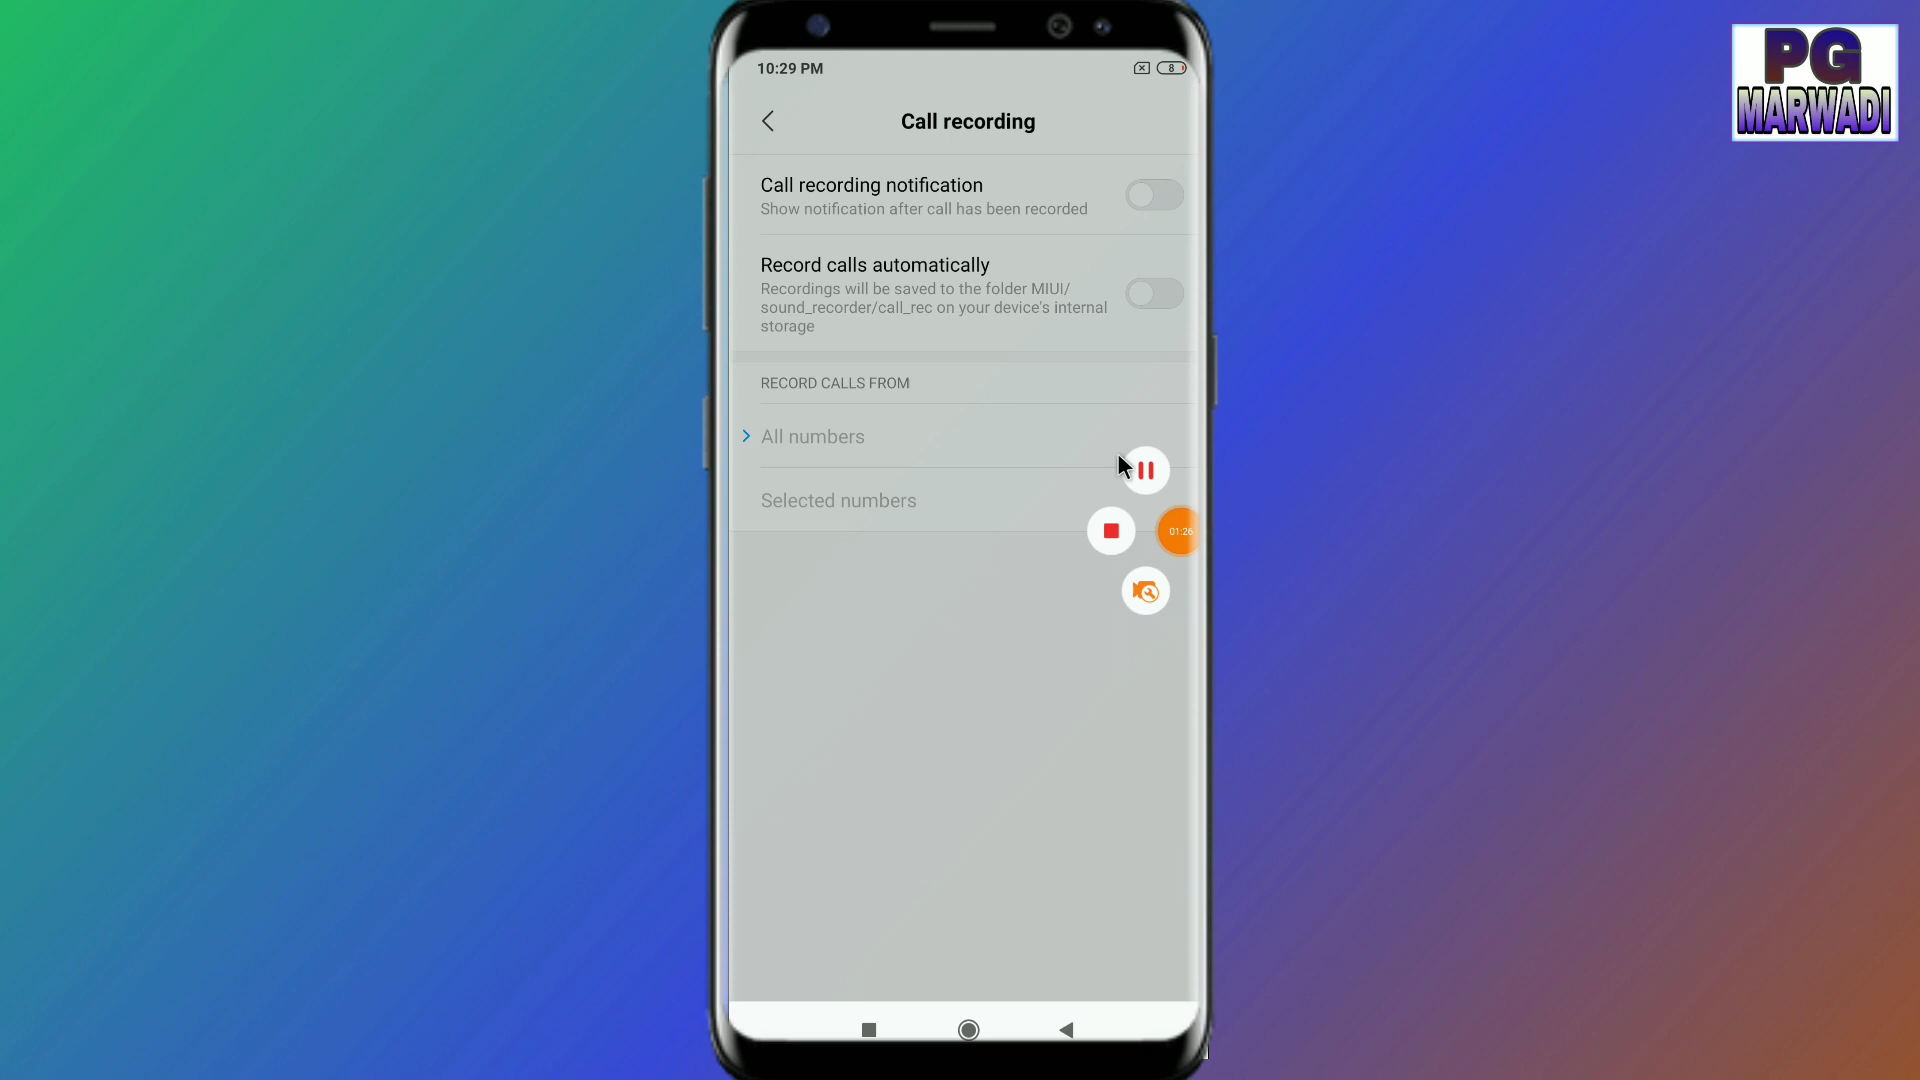 PG
MARWADI
10:29 PM
8
Call recording
Call recording notification
Show notification after call has been recorded
Record calls automatically
Recordings will be saved to the folder MIUI/
sound_recorder/call_rec on your device's internal
storage
RECORD CALLS FROM
All numbers
Selected numbers
01:26